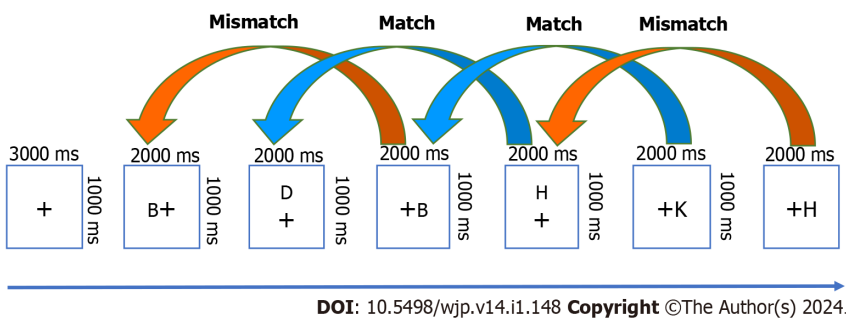 Mismatch Match Match Mismatch
3000 ms 2000 ms 2000 ms 2000 ms 2000 ms 2000 ms 2000 ms
+ 1000 ms B+ 1000 ms D + 1000 ms +B 1000 ms H + 1000 ms +K 1000 ms +H
DOI: 10.5498/wjp.v14.i1.148 Copyright ©The Author(s) 2024.